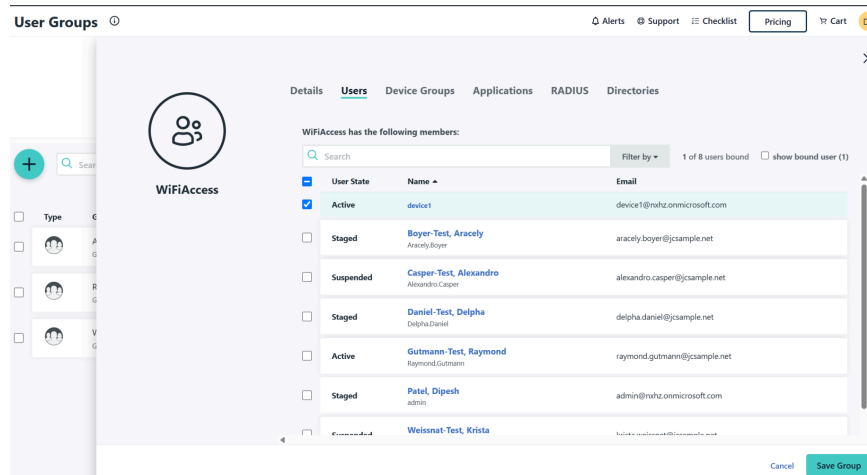 User Groups
Alerts
Support
Checklist
Pricing
Cart
Details
Users
Device Groups
Applications
RADIUS
Directories
WiFiAccess
WiFiAccess has the following members:
Search
Filter by
1 of 8 users bound
show bound user (1)
User State
Name
Email
Active
device1
device1@nxhz.onmicrosoft.com
Staged
Boyer-Test, Aracely
Aracely.Boyer
aracely.boyer@jcsample.net
Suspended
Casper-Test, Alexandro
Alexandro.Casper
alexandro.casper@jcsample.net
Staged
Daniel-Test, Delpha
Delpha.Daniel
delpha.daniel@jcsample.net
Active
Gutmann-Test, Raymond
Raymond.Gutmann
raymond.gutmann@jcsample.net
Staged
Patel, Dipesh
admin
admin@nxhz.onmicrosoft.com
Suspended
Weissnat-Test, Krista
krista.weissnat@jcsample.net
Type
Cancel
Save Group